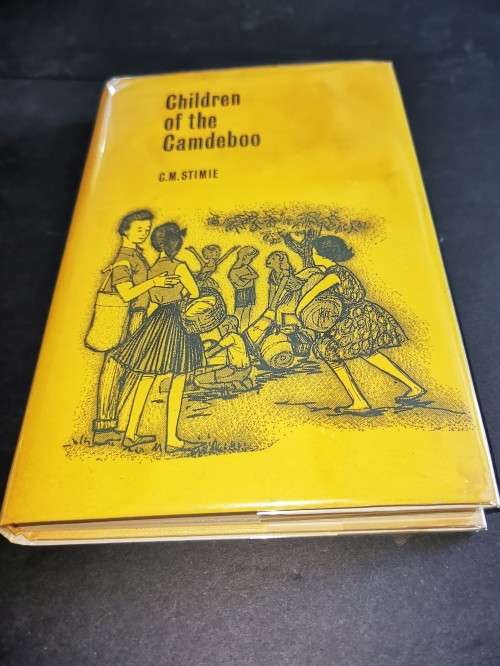 Children
of the
Camdeboo
C.M. STIMIE